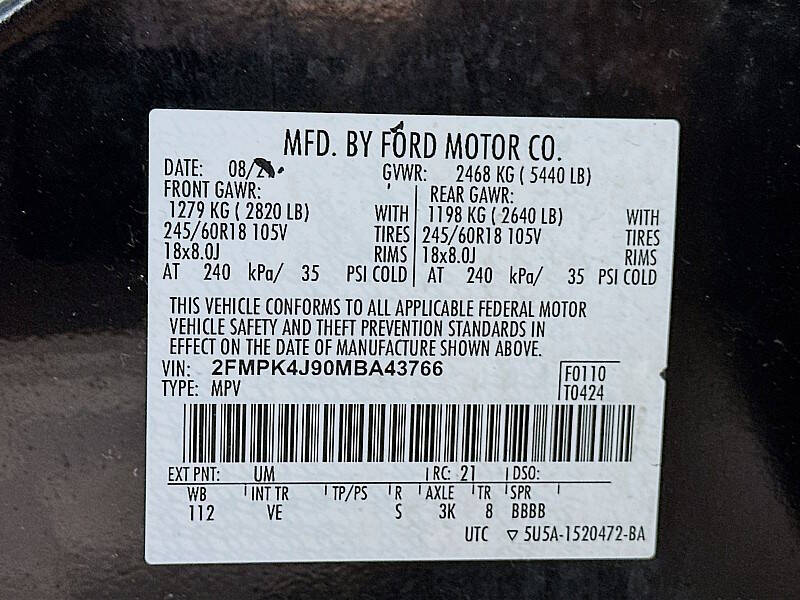 MFD. BY FORD MOTOR CO.
DATE: 08/2 GVWR: 2468 KG ( 5440 LB)
FRONT GAWR: REAR GAWR:
1279 KG ( 2820 LB) WITH 1198 KG ( 2640 LB) WITH
245/60R18 105V TIRES 245/60R18 105V TIRES
18x8.0J RIMS 18x8.0J RIMS
AT 240 kPa/ 35 PSI COLD AT 240 kPa/ 35 PSI COLD
THIS VEHICLE CONFORMS TO ALL APPLICABLE FEDERAL MOTOR
VEHICLE SAFETY AND THEFT PREVENTION STANDARDS IN
EFFECT ON THE DATE OF MANUFACTURE SHOWN ABOVE.
VIN: 2FMPK4J90MBA43766 F0110
TYPE: MPV T0424
EXT PNT: UM RC: 21 DSO:
WB INT TR TP/PS R AXLE TR SPR
112 VE S 3K 8 BBBB
UTC ▽ 5U5A-1520472-BA